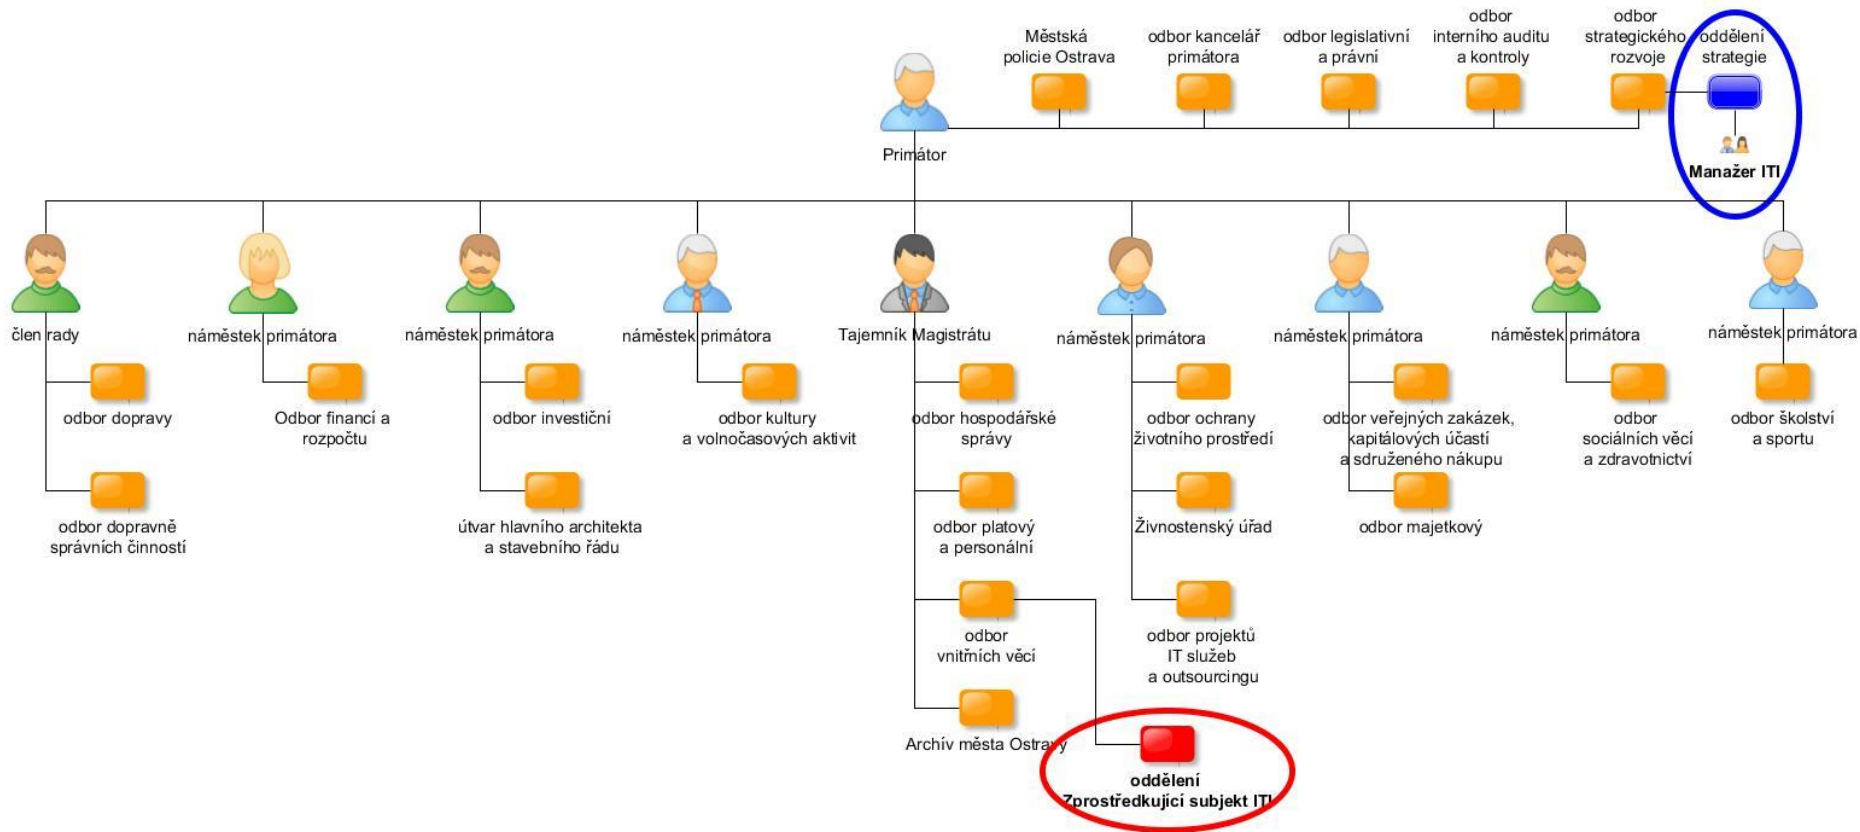 Městská
policie Ostrava
odbor kancelář
primátora
odbor legislativní
a právní
odbor
interního auditu
a kontroly
odbor
strategického
rozvoje
oddělení
strategie
Manažer ITI
Primátor
člen rady
náměstek primátora
náměstek primátora
náměstek primátora
Tajemník Magistrátu
náměstek primátora
náměstek primátora
náměstek primátora
náměstek primátora
odbor dopravy
Odbor financí a
rozpočtu
odbor investiční
odbor kultury
a volnočasových aktivit
odbor hospodářské
správy
odbor ochrany
životního prostředí
odbor veřejných zakázek,
kapitálových účastí
a sdruženého nákupu
odbor
sociálních věcí
a zdravotnictví
odbor školství
a sportu
odbor dopravně
správních činností
útvar hlavního architekta
a stavebního řádu
odbor platový
a personální
Živnostenský úřad
odbor majetkový
odbor
vnitřních věcí
odbor projektů
IT služeb
a outsourcingu
Archív města Ostravy
oddělení
Zprostředkující subjekt ITI